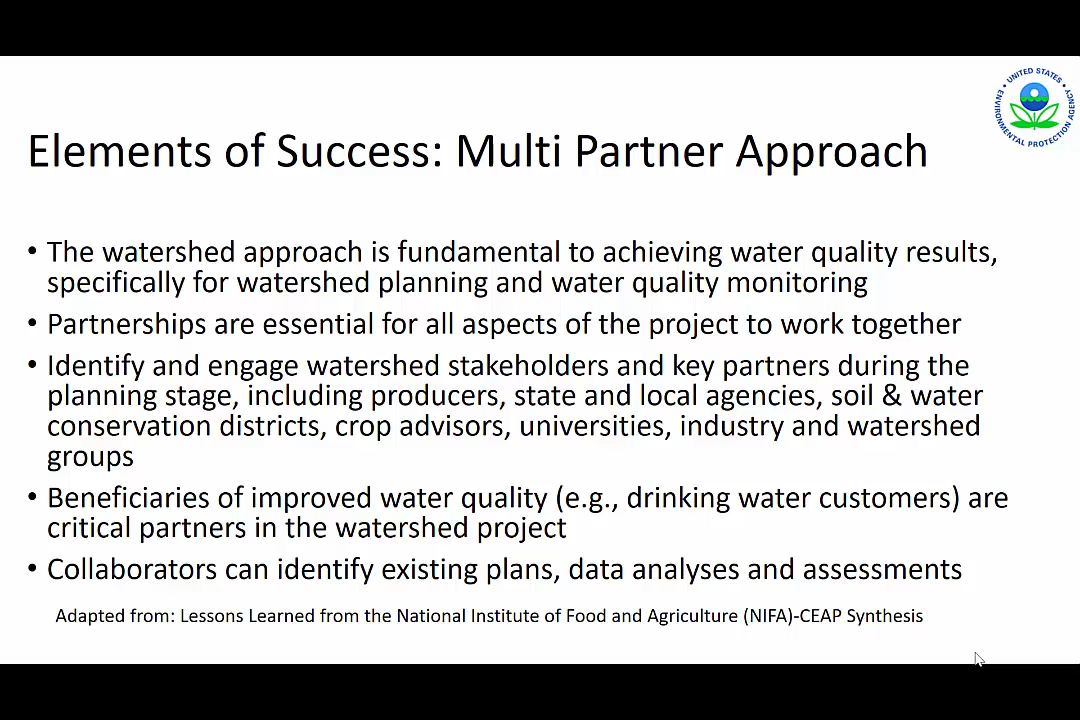 UNITED STATES
ENVIRONMENTAL PROTECTION AGENCY
Elements of Success: Multi Partner Approach
• The watershed approach is fundamental to achieving water quality results,
specifically for watershed planning and water quality monitoring
• Partnerships are essential for all aspects of the project to work together
• Identify and engage watershed stakeholders and key partners during the
planning stage, including producers, state and local agencies, soil & water
conservation districts, crop advisors, universities, industry and watershed
groups
• Beneficiaries of improved water quality (e.g., drinking water customers) are
critical partners in the watershed project
• Collaborators can identify existing plans, data analyses and assessments
Adapted from: Lessons Learned from the National Institute of Food and Agriculture (NIFA)-CEAP Synthesis